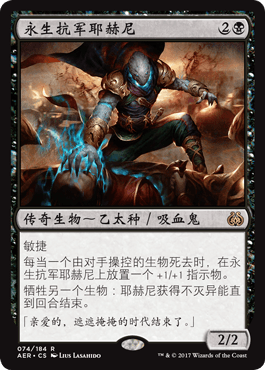 永生抗军耶赫尼 2
传奇生物～乙太种 / 吸血鬼
敏捷
每当一个由对手操控的生物死去时，在永
生抗军耶赫尼上放置一个 +1/+1 指示物。
牺牲另一个生物：耶赫尼获得不灭异能直
到回合结束。
「亲爱的，遮遮掩掩的时代结束了。」
2/2
074/184 R
AER • CS LIUS LASAHIDO
™ & © 2017 Wizards of the Coast